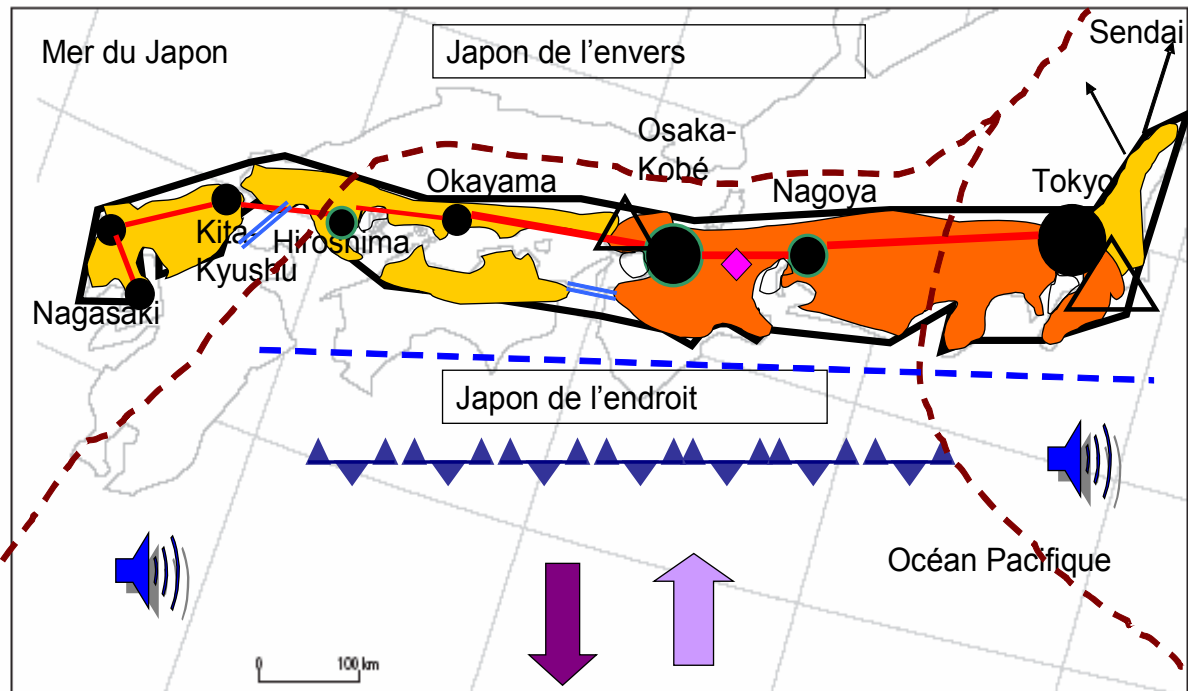 Sendai
Mer du Japon
Japon de l’envers
Osaka-
Kobé
Okayama
Nagoya
Tokyo
Kita
Kyushu
Hiroshima
Nagasaki
Japon de l’endroit
Océan Pacifique
0
100 km